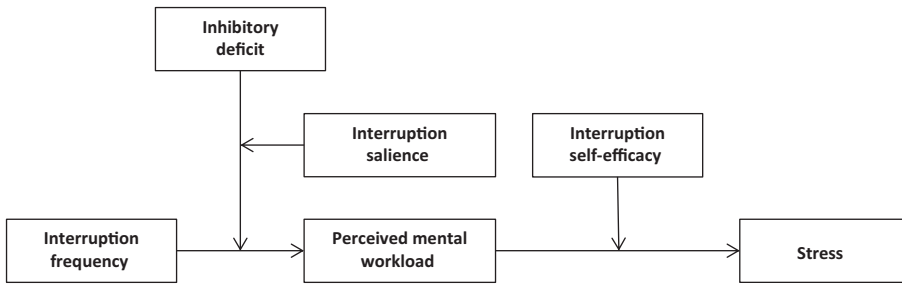 Inhibitory
deficit
Interruption
salience
Interruption
self-efficacy
Interruption
frequency
Perceived mental
workload
Stress